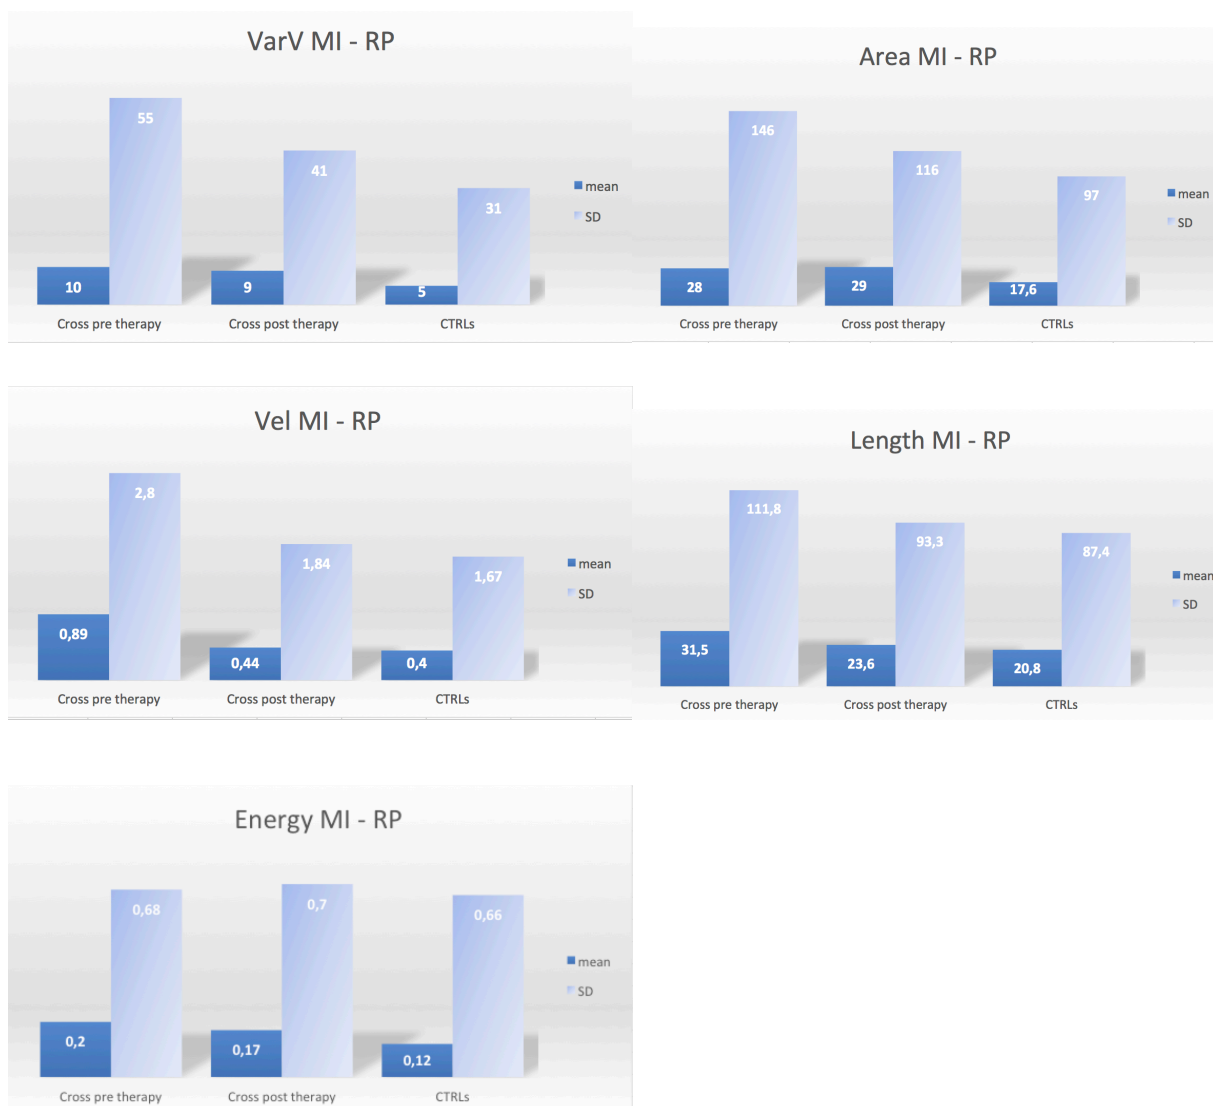 VarV MI - RP
55
41
31
10
9
5
mean
SD
Cross pre therapy
Cross post therapy
CTRLs
Area MI - RP
146
116
97
28
29
17,6
mean
SD
Cross pre therapy
Cross post therapy
CTRLs
Vel MI - RP
2,8
1,84
1,67
0,89
0,44
0,4
mean
SD
Cross pre therapy
Cross post therapy
CTRLs
Length MI - RP
111,8
93,3
87,4
31,5
23,6
20,8
mean
SD
Cross pre therapy
Cross post therapy
CTRLs
Energy MI - RP
0,68
0,7
0,66
0,2
0,17
0,12
mean
SD
Cross pre therapy
Cross post therapy
CTRLs